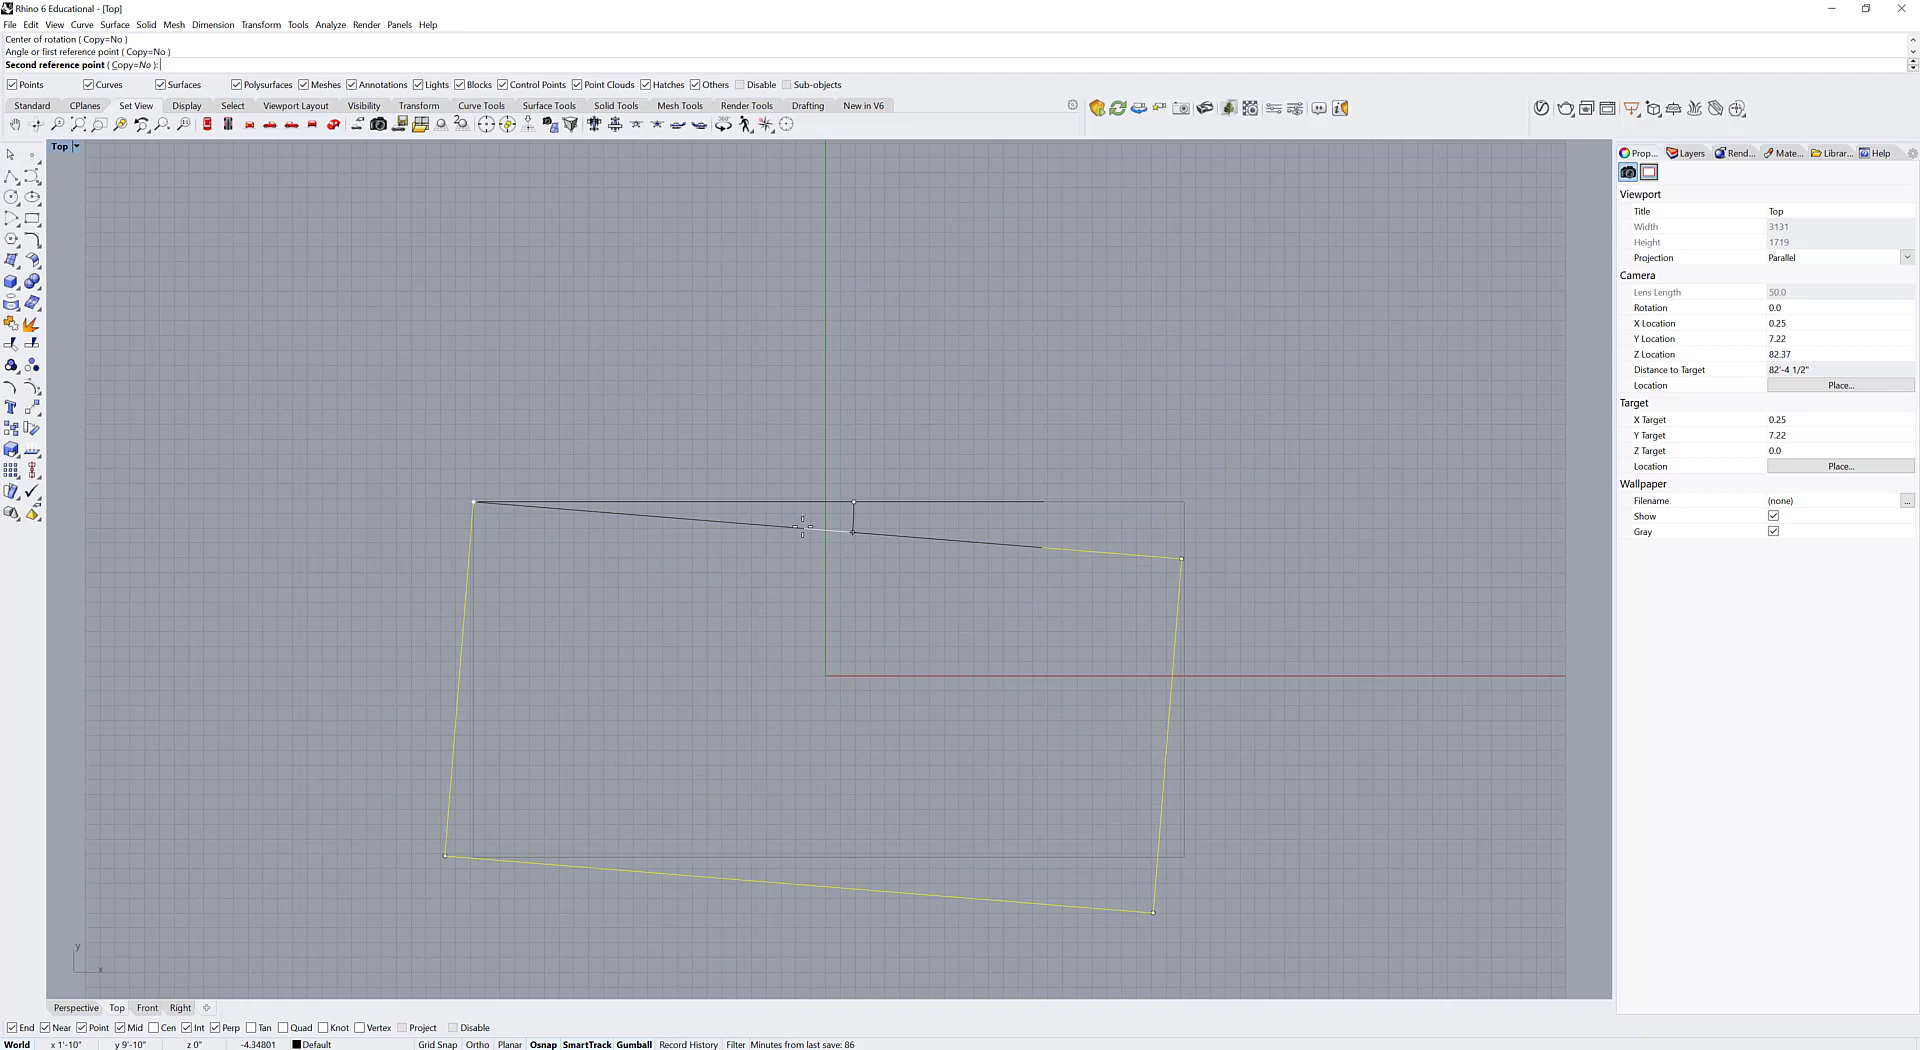 Rhino 6 Educational - [Top]
File Edit View Curve Surface Solid Mesh Dimension Transform Tools Analyze Render Panels Help
Center of rotation ( Copy=No )
Angle or first reference point ( Copy=No )
Second reference point ( Copy=No ):
Points Curves Surfaces Polysurfaces Meshes Annotations Lights Blocks Control Points Point Clouds Hatches Others Disable Sub-objects
Standard CPlanes Set View Display Select Viewport Layout Visibility Transform Curve Tools Surface Tools Solid Tools Mesh Tools Render Tools Drafting New in V6
Top
Prop... Layers Rend... Mate... Librar... Help
Viewport
Title Top
Width 3131
Height 1719
Projection Parallel
Camera
Lens Length 50.0
Rotation 0.0
X Location 0.25
Y Location 7.22
Z Location 82.37
Distance to Target 82'-4 1/2"
Location Place...
Target
X Target 0.25
Y Target 7.22
Z Target 0.0
Location Place...
Wallpaper
Filename (none) ...
Show
Gray
y
x
Perspective Top Front Right
End Near Point Mid Cen Int Perp Tan Quad Knot Vertex Project Disable
World x 1'-10" y 9'-10" z 0" -4.34801 Default Grid Snap Ortho Planar Osnap SmartTrack Gumball Record History Filter Minutes from last save: 86